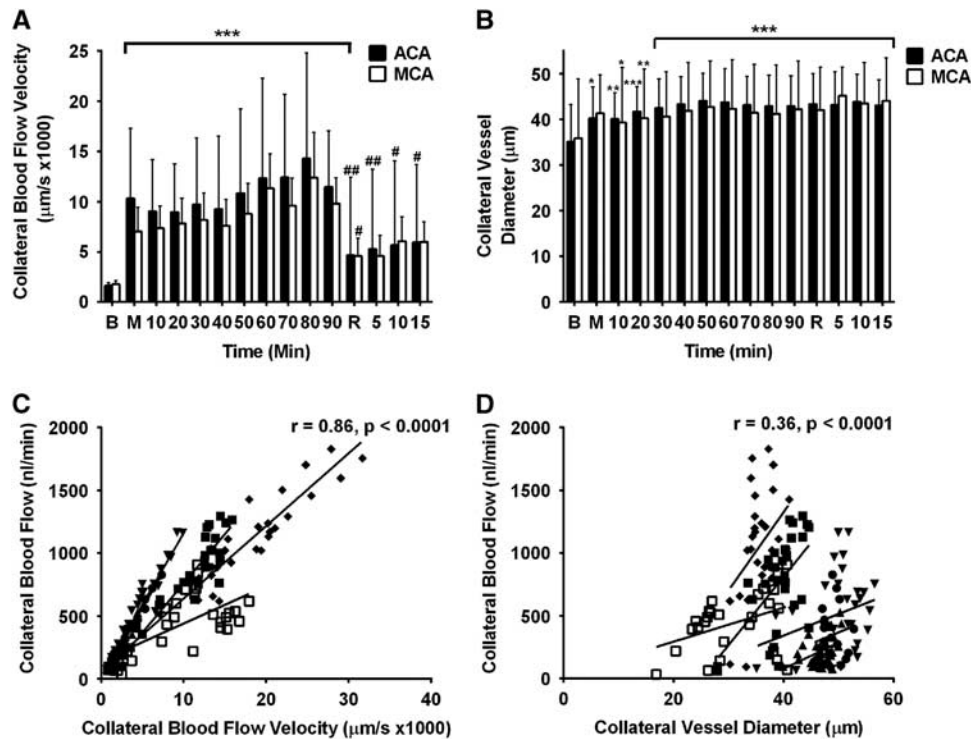 A
***
ACA
MCA
Collateral Blood Flow Velocity
(μm/s x1000)
25
20
15
10
5
0
##
#
##
#
#
B M 10 20 30 40 50 60 70 80 90 R 5 10 15
Time (Min)
B
***
ACA
MCA
Collateral Vessel
Diameter (μm)
50
40
30
20
10
0
*
**
*
***
**
B M 10 20 30 40 50 60 70 80 90 R 5 10 15
Time (min)
C
r = 0.86, p < 0.0001
Collateral Blood Flow (nl/min)
2000
1500
1000
500
0
0 10 20 30 40
Collateral Blood Flow Velocity (μm/s x1000)
D
r = 0.36, p < 0.0001
Collateral Blood Flow (nl/min)
2000
1500
1000
500
0
0 20 40 60
Collateral Vessel Diameter (μm)